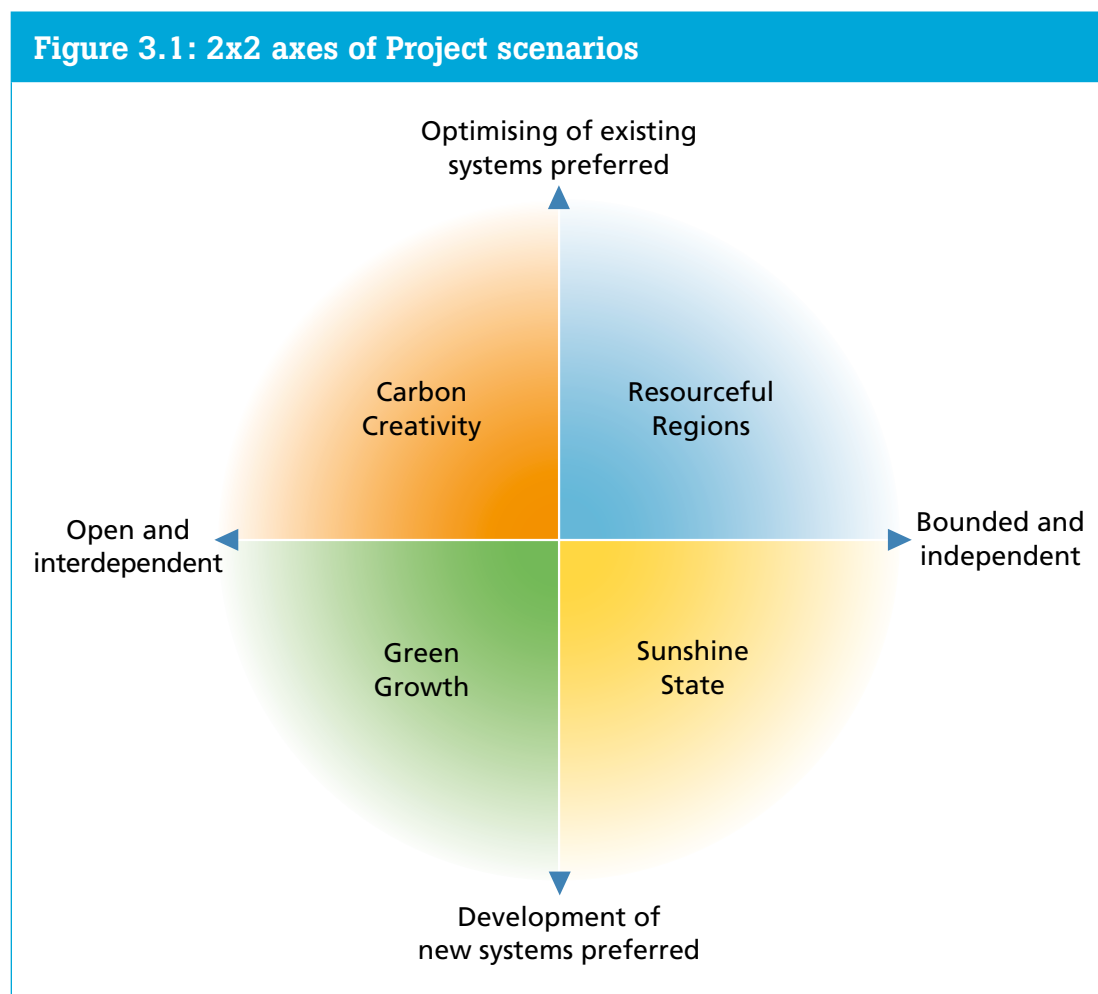 Figure 3.1: 2x2 axes of Project scenarios
Optimising of existing
systems preferred
Carbon
Creativity
Resourceful
Regions
Open and
interdependent
Bounded and
independent
Green
Growth
Sunshine
State
Development of
new systems preferred